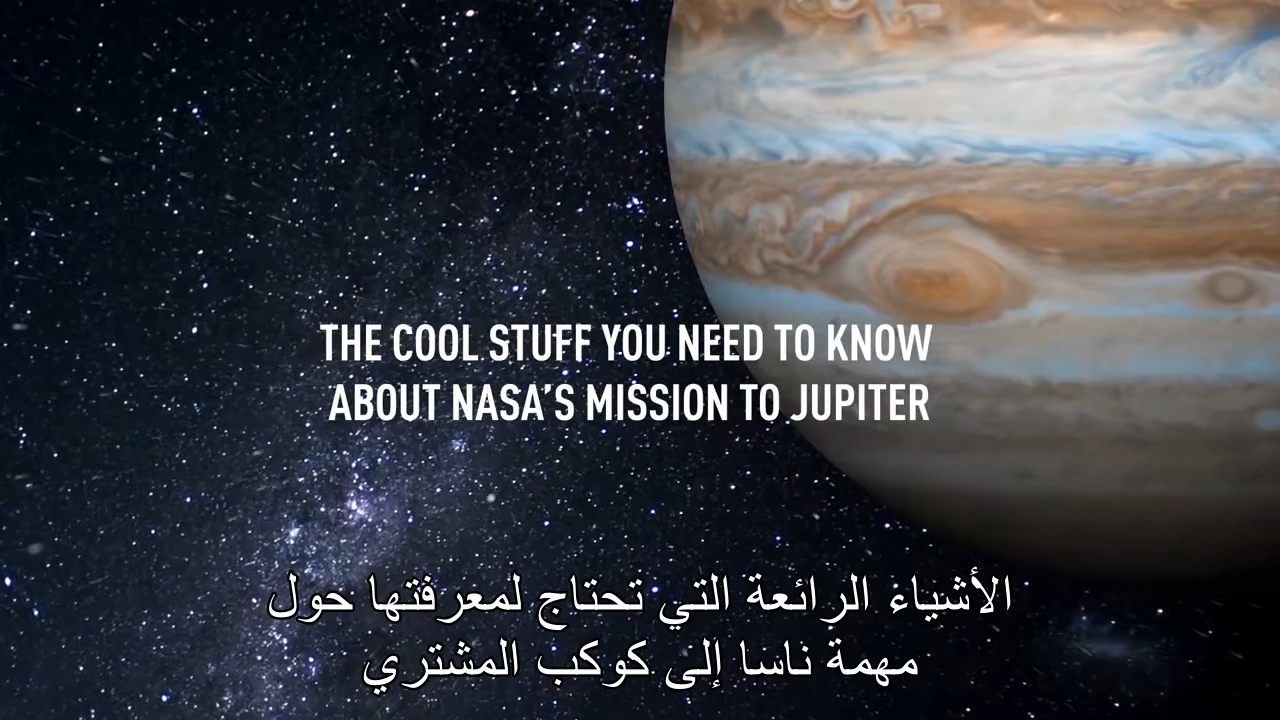 THE COOL STUFF YOU NEED TO KNOW
ABOUT NASA’S MISSION TO JUPITER
الأشياء الرائعة التي تحتاج لمعرفتها حول
مهمة ناسا إلى كوكب المشتري